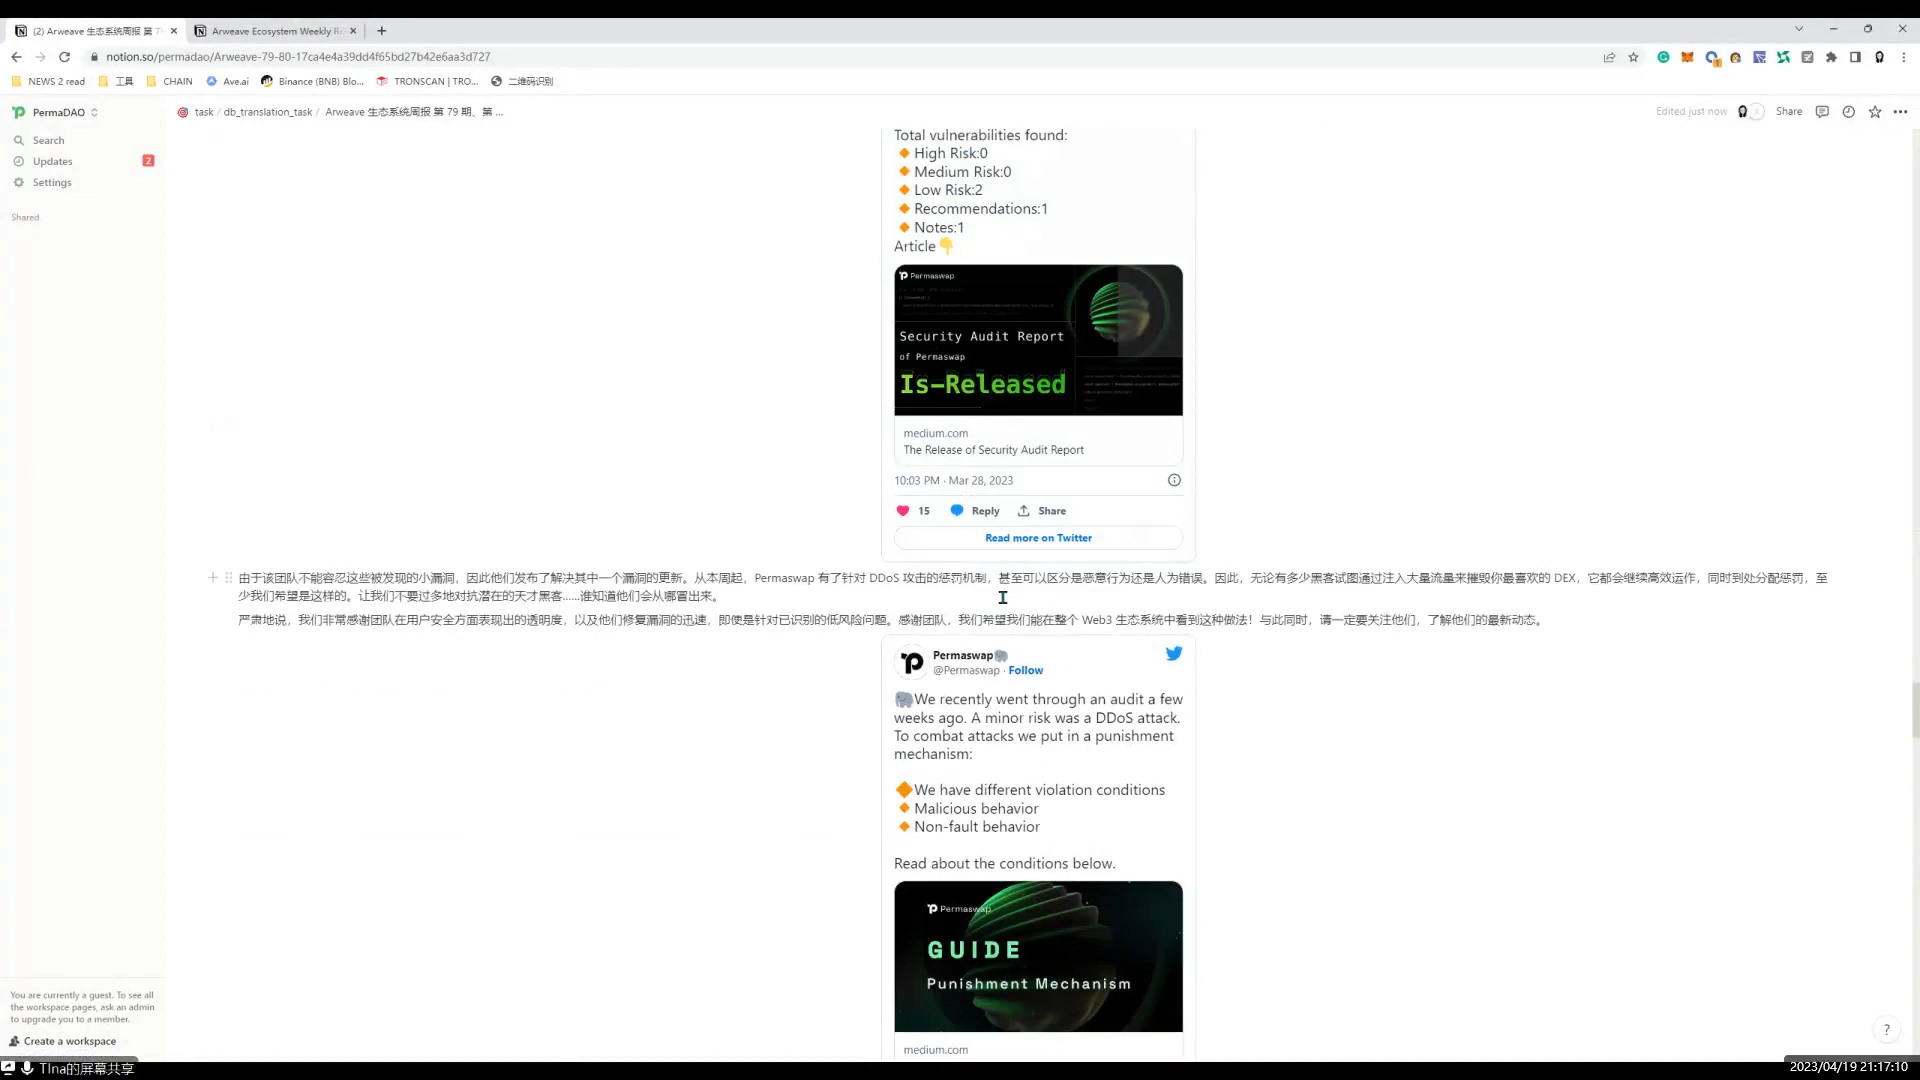 (2) Arweave 生态系统周报 第 7
Arweave Ecosystem Weekly Re
notion.so/permadao/Arweave-79-80-17ca4e4a39dd4f65bd27b42e6aa3d727
NEWS 2 read
工具
CHAIN
Ave.ai
Binance (BNB) Blo...
TRONSCAN | TRO...
二维码识别
PermaDAO
task / db_translation_task / Arweave 生态系统周报 第 79 期、第 ...
Edited just now
Share
Search
Updates
2
Settings
Shared
Total vulnerabilities found:
🔸High Risk:0
🔸Medium Risk:0
🔸Low Risk:2
🔸Recommendations:1
🔸Notes:1
Article👇
Permaswap
Security Audit Report
of Permaswap
Is-Released
medium.com
The Release of Security Audit Report
10:03 PM · Mar 28, 2023
15
Reply
Share
Read more on Twitter
由于该团队不能容忍这些被发现的小漏洞，因此他们发布了解决其中一个漏洞的更新。从本周起，Permaswap 有了针对 DDoS 攻击的惩罚机制，甚至可以区分是恶意行为还是人为错误。因此，无论有多少黑客试图通过注入大量流量来摧毁你最喜欢的 DEX，它都会继续高效运作，同时到处分配惩罚，至
少我们希望是这样的。让我们不要过多地对抗潜在的天才黑客......谁知道他们会从哪冒出来。
严肃地说，我们非常感谢团队在用户安全方面表现出的透明度，以及他们修复漏洞的迅速，即使是针对已识别的低风险问题。感谢团队，我们希望我们能在整个 Web3 生态系统中看到这种做法！与此同时，请一定要关注他们，了解他们的最新动态。
Permaswap🐘
@Permaswap · Follow
🐘We recently went through an audit a few
weeks ago. A minor risk was a DDoS attack.
To combat attacks we put in a punishment
mechanism:
🔶We have different violation conditions
🔸Malicious behavior
🔸Non-fault behavior
Read about the conditions below.
Permaswap
GUIDE
Punishment Mechanism
medium.com
You are currently a guest. To see all
the workspace pages, ask an admin
to upgrade you to a member.
Create a workspace
?
TIna的屏幕共享
2023/04/19 21:17:10